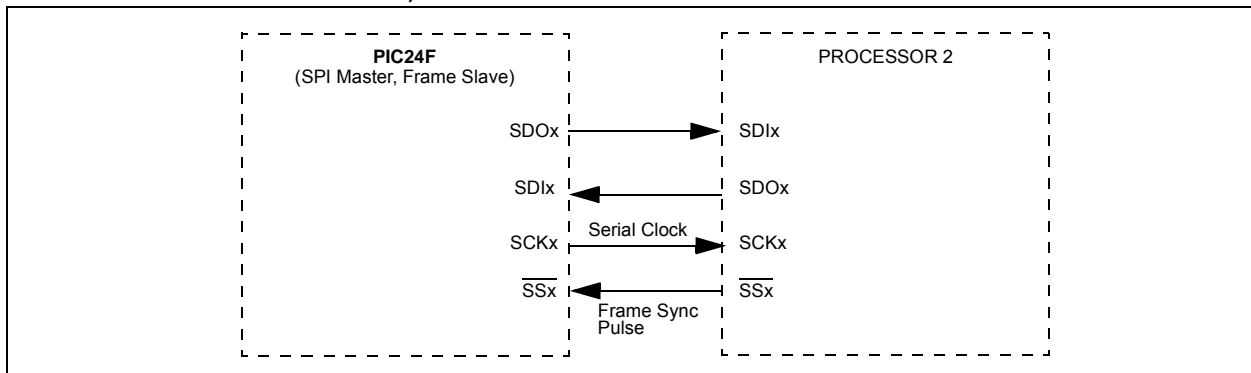 PIC24F
(SPI Master, Frame Slave)
PROCESSOR 2
SDOx
SDIx
SDIx
SDOx
Serial Clock
SCKx
SCKx
SSx
SSx
Frame Sync
Pulse